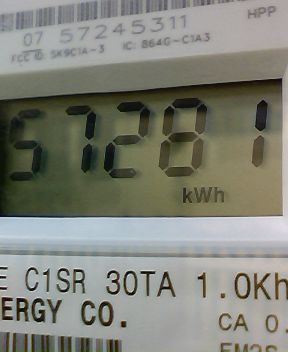 HPP
07 57245311
FCC ID: SK9C1A-3 IC: 864G-C1A3
57281
kWh
E C1SR 30TA 1.0Kh
ERGY CO.
CA 0.